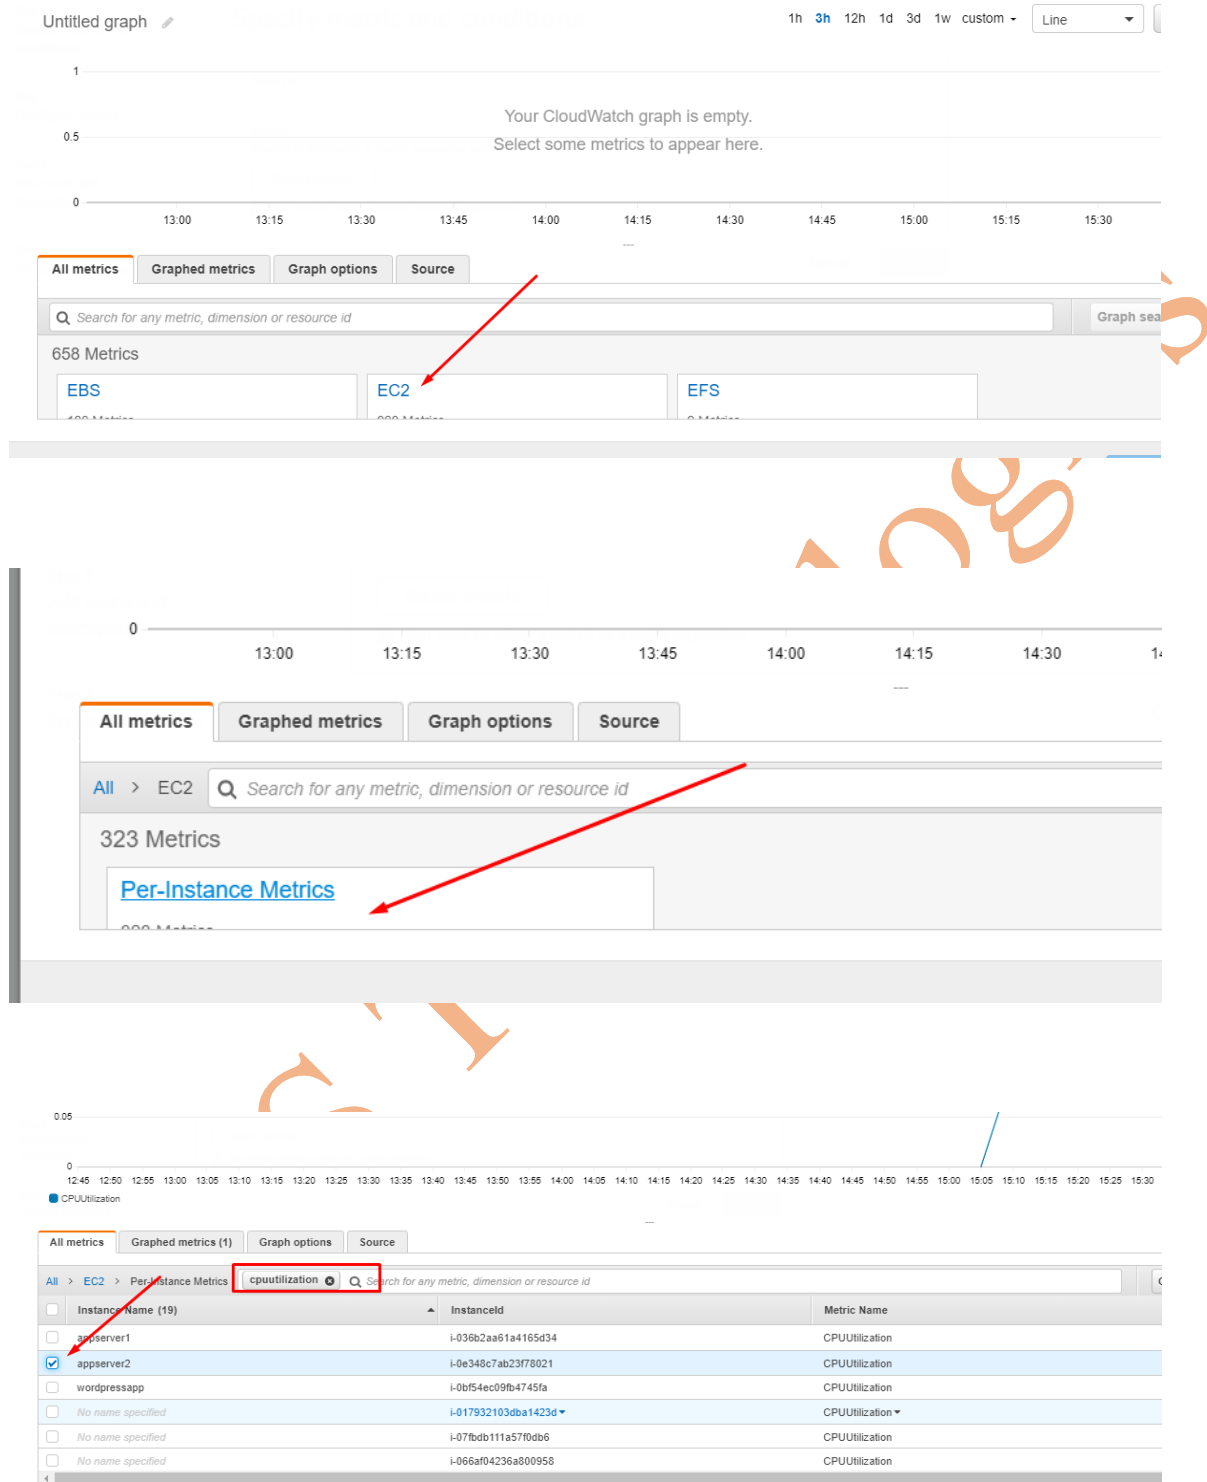 Untitled graph
1h 3h 12h 1d 3d 1w custom Line
1
Your CloudWatch graph is empty.
0.5
Select some metrics to appear here.
0
13:00 13:15 13:30 13:45 14:00 14:15 14:30 14:45 15:00 15:15 15:30
All metrics Graphed metrics Graph options Source
Search for any metric, dimension or resource id Graph sea
658 Metrics
EBS EC2 EFS
Metrics Metrics Metrics
0
13:00 13:15 13:30 13:45 14:00 14:15 14:30
All metrics Graphed metrics Graph options Source
All > EC2 Search for any metric, dimension or resource id
323 Metrics
Per-Instance Metrics
Metrics
0.05
0
12:45 12:50 12:55 13:00 13:05 13:10 13:15 13:20 13:25 13:30 13:35 13:40 13:45 13:50 13:55 14:00 14:05 14:10 14:15 14:20 14:25 14:30 14:35 14:40 14:45 14:50 14:55 15:00 15:05 15:10 15:15 15:20 15:25 15:30
CPUUtilization
All metrics Graphed metrics (1) Graph options Source
All > EC2 > Per-Instance Metrics cpuutilization Search for any metric, dimension or resource id
Instance Name (19) InstanceId Metric Name
appserver1 i-036b2aa61a4165d34 CPUUtilization
appserver2 i-0e348c7ab23f78021 CPUUtilization
wordpressapp i-0bf54ec09fb4745fa CPUUtilization
No name specified i-017932103dba1423d CPUUtilization
No name specified i-07fbdb111a57f0db6 CPUUtilization
No name specified i-066af04236a800958 CPUUtilization